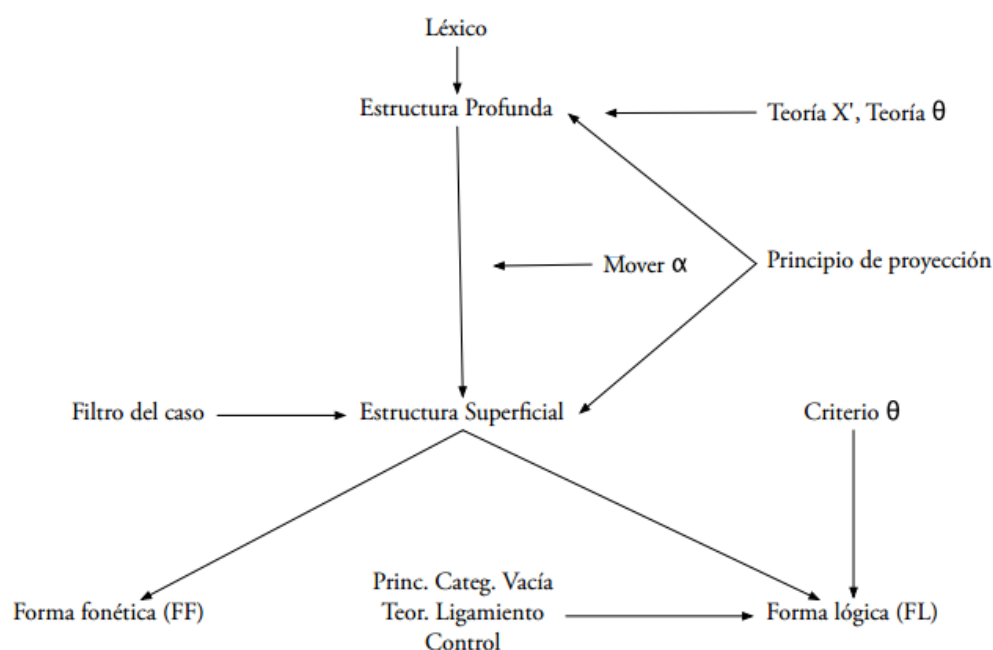 Léxico
Estructura Profunda
Teoría X', Teoría θ
Mover α
Principio de proyección
Filtro del caso
Estructura Superficial
Criterio θ
Princ. Categ. Vacía
Teor. Ligamiento
Control
Forma fonética (FF)
Forma lógica (FL)